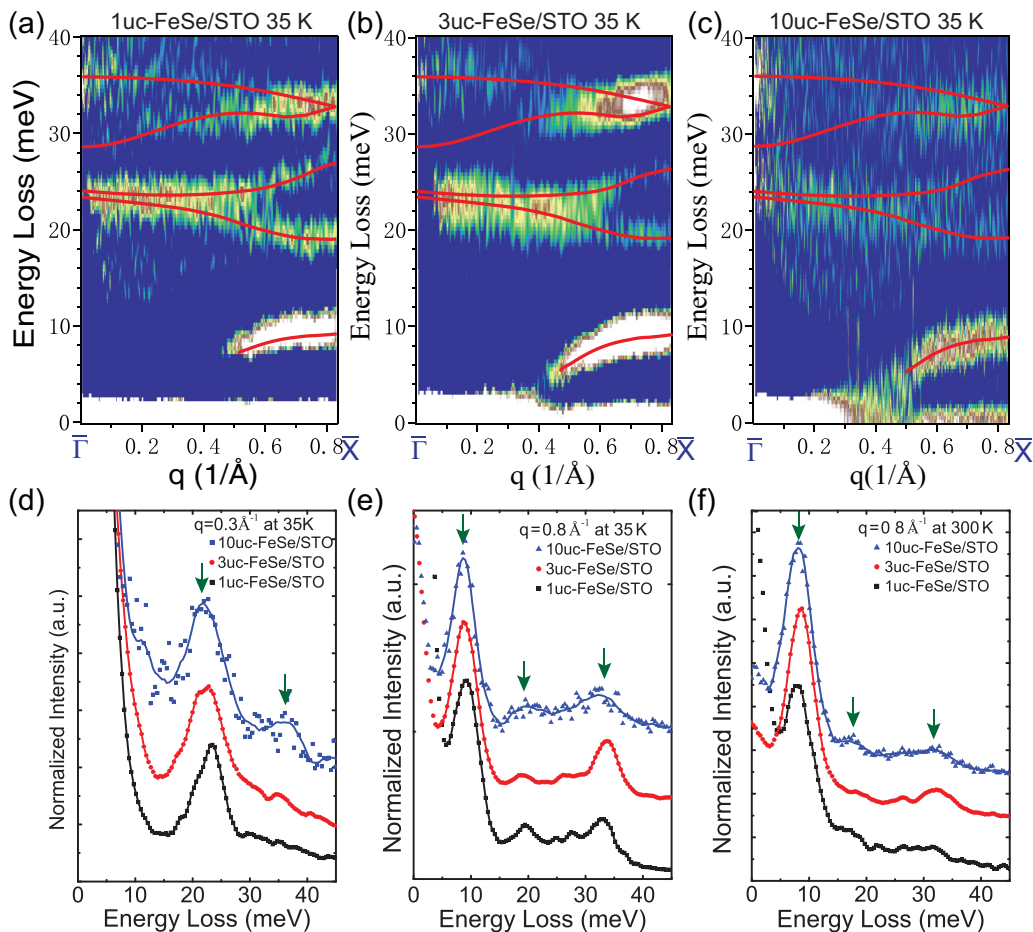 (a) 1uc-FeSe/STO 35 K
(b) 3uc-FeSe/STO 35 K
(c) 10uc-FeSe/STO 35 K
Energy Loss (meV)
40
30
20
10
0
Γ̅ 0.2 0.4 0.6 0.8 X̅
q (1/Å)
Energy Loss (meV)
40
30
20
10
0
Γ̅ 0.2 0.4 0.6 0.8 X̅
q (1/Å)
Energy Loss (meV)
40
30
20
10
0
Γ̅ 0.2 0.4 0.6 0.8 X̅
q (1/Å)
(d)
q=0.3Å⁻¹ at 35K
10uc-FeSe/STO
3uc-FeSe/STO
1uc-FeSe/STO
Normalized Intensity (a.u.)
0 10 20 30 40
Energy Loss (meV)
(e)
q=0.8Å⁻¹ at 35K
10uc-FeSe/STO
3uc-FeSe/STO
1uc-FeSe/STO
Normalized Intensity (a.u.)
0 10 20 30 40
Energy Loss (meV)
(f)
q=0 8Å⁻¹ at 300K
10uc-FeSe/STO
3uc-FeSe/STO
1uc-FeSe/STO
Normalized Intensity (a.u.)
0 10 20 30 40
Energy Loss (meV)